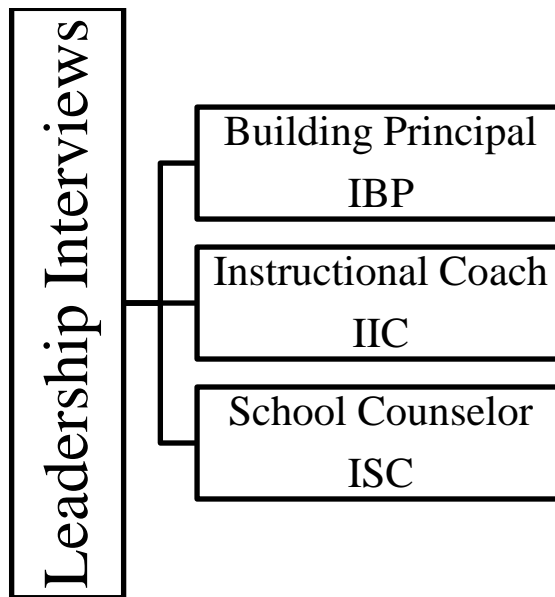 Leadership Interviews
Building Principal
IBP
Instructional Coach
IIC
School Counselor
ISC